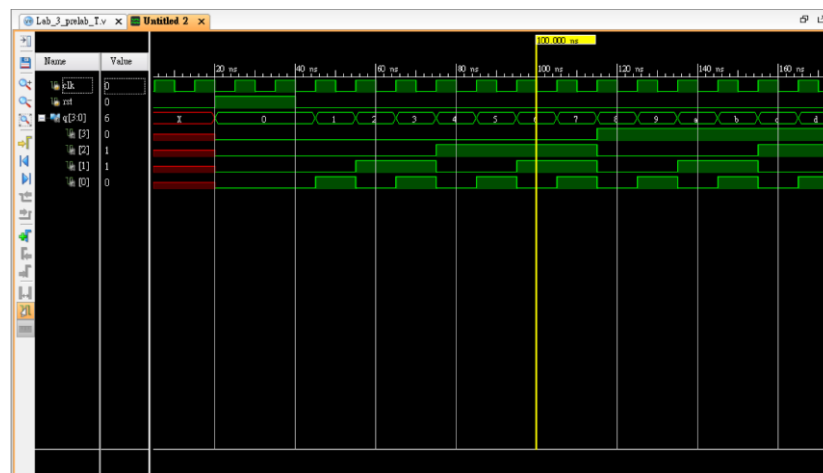 Lab_3_prelab_T.v × Untitled 2 ×
100.000 ns
Name Value
20 ns 40 ns 60 ns 80 ns 100 ns 120 ns 140 ns 160 ns
clk 0
rst 0
q[3:0] 6 X 0 1 2 3 4 5 6 7 8 9 a b c d
[3] 0
[2] 1
[1] 1
[0] 0